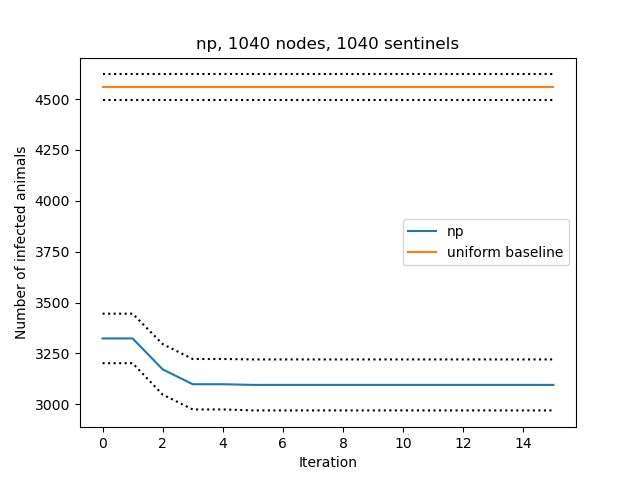 np, 1040 nodes, 1040 sentinels
Number of infected animals
4500
4250
4000
3750
3500
3250
3000
np
uniform baseline
0 2 4 6 8 10 12 14
Iteration